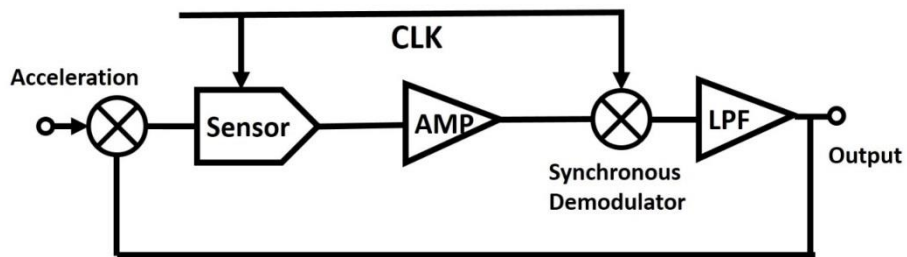 CLK
Acceleration
Sensor
AMP
LPF
Output
Synchronous
Demodulator